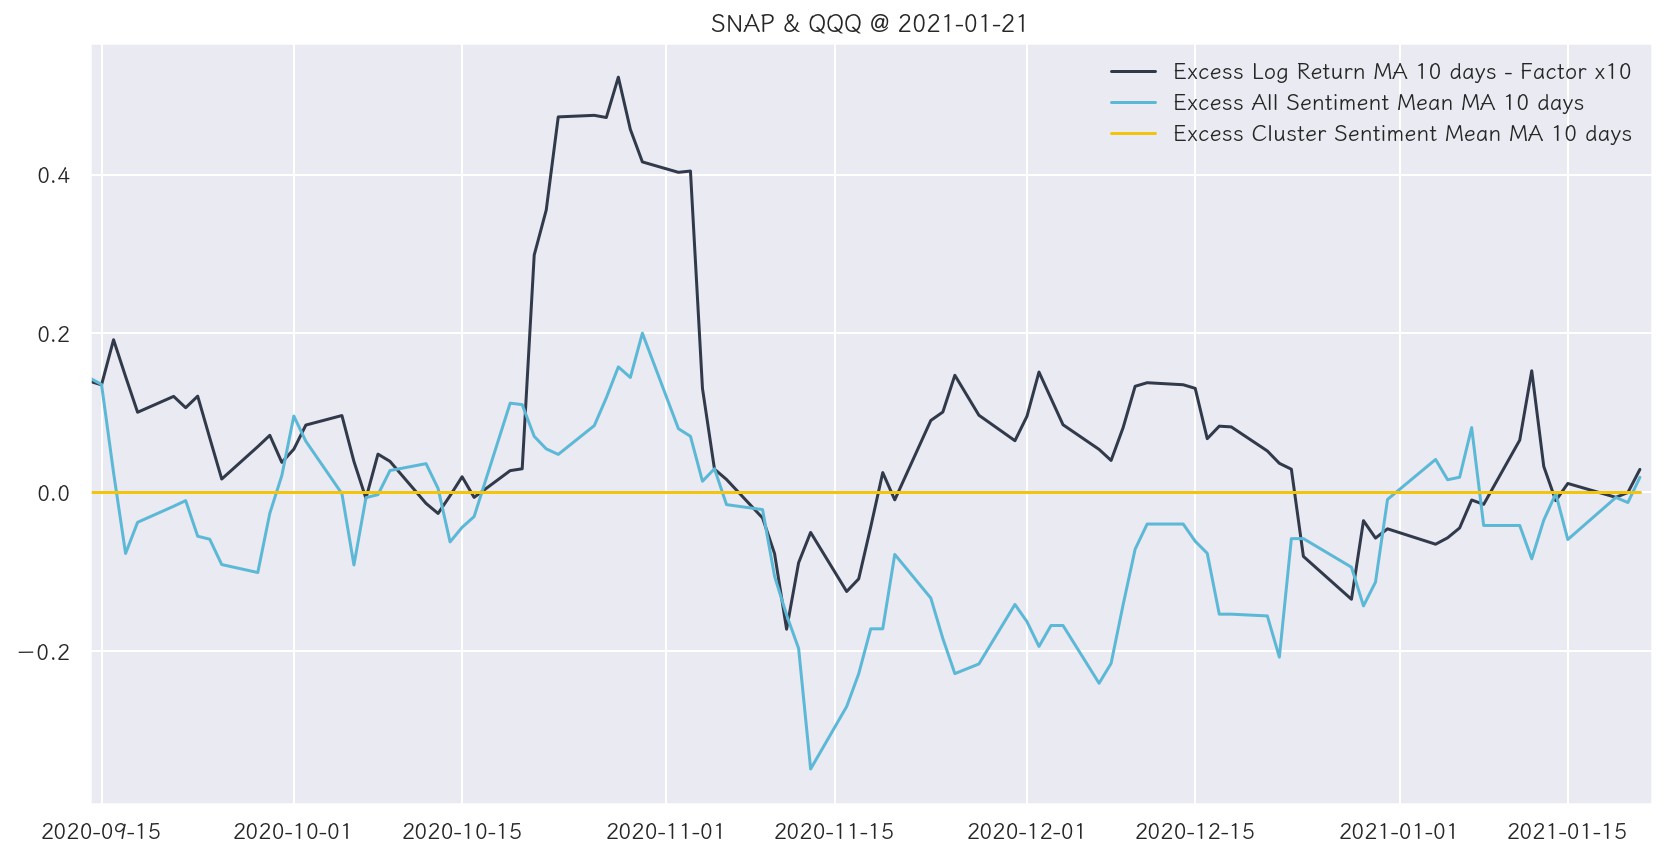 SNAP & QQQ @ 2021-01-21
Excess Log Return MA 10 days - Factor x10
Excess All Sentiment Mean MA 10 days
Excess Cluster Sentiment Mean MA 10 days
0.4
0.2
0.0
−0.2
2020-09-15 2020-10-01 2020-10-15 2020-11-01 2020-11-15 2020-12-01 2020-12-15 2021-01-01 2021-01-15